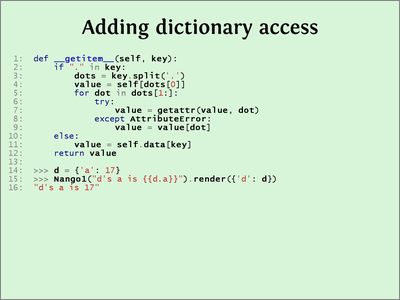 Adding dictionary access
1: def __getitem__(self, key):
2:     if "." in key:
3:         dots = key.split('.')
4:         value = self[dots[0]]
5:         for dot in dots[1:]:
6:             try:
7:                 value = getattr(value, dot)
8:             except AttributeError:
9:                 value = value[dot]
10:     else:
11:         value = self.data[key]
12:     return value
13:
14: >>> d = {'a': 17}
15: >>> Nango1("d's a is {{d.a}}").render({'d': d})
16: "d's a is 17"